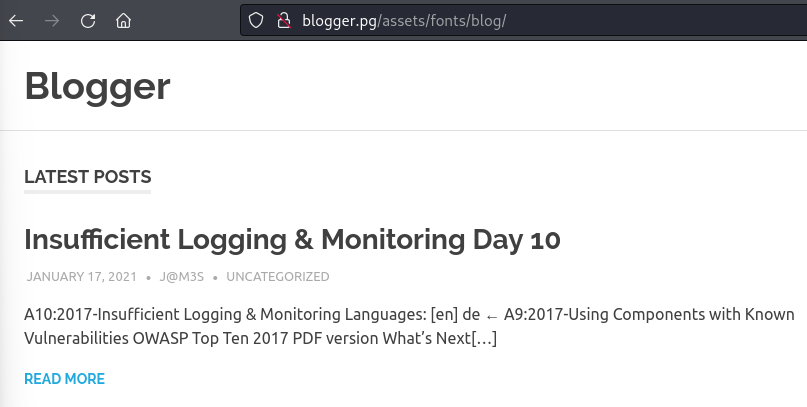 blogger.pg/assets/fonts/blog/
Blogger
LATEST POSTS
Insufficient Logging & Monitoring Day 10
JANUARY 17, 2021 • J@M3S • UNCATEGORIZED
A10:2017-Insufficient Logging & Monitoring Languages: [en] de ← A9:2017-Using Components with Known
Vulnerabilities OWASP Top Ten 2017 PDF version What’s Next[…]
READ MORE